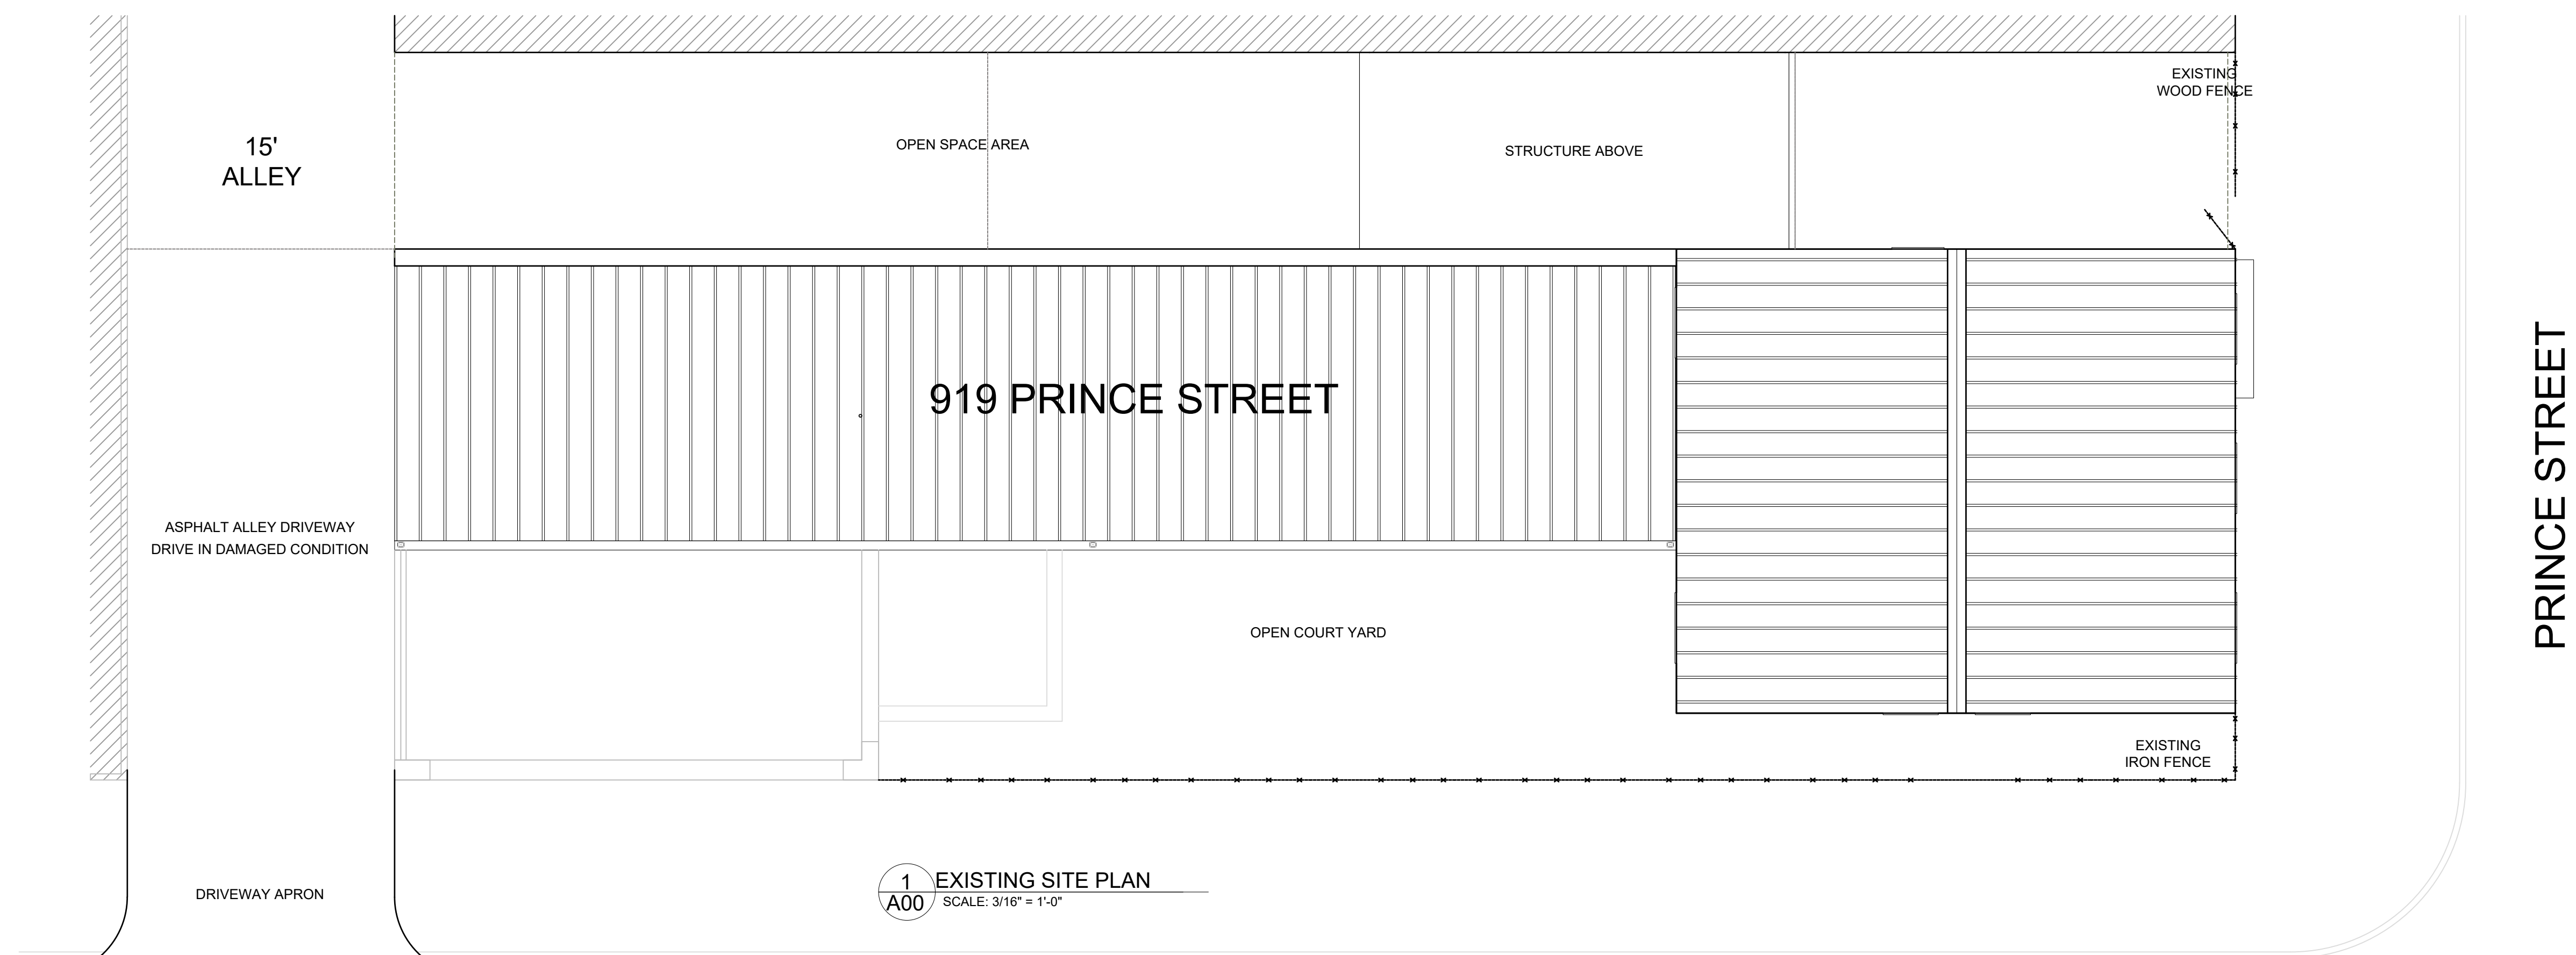 EXISTING
WOOD FENCE
15'
ALLEY
OPEN SPACE AREA
STRUCTURE ABOVE
919 PRINCE STREET
PRINCE STREET
ASPHALT ALLEY DRIVEWAY
DRIVE IN DAMAGED CONDITION
OPEN COURT YARD
EXISTING
IRON FENCE
DRIVEWAY APRON
1
A00
EXISTING SITE PLAN
SCALE: 3/16" = 1'-0"